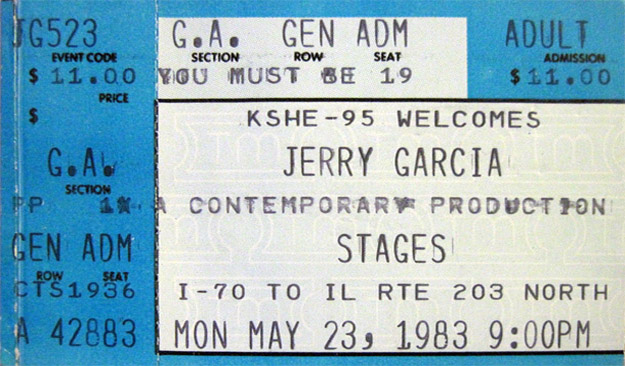 JG523 G.A. GEN ADM ADULT
EVENT CODE SECTION ROW SEAT ADMISSION
$ 11.00 YOU MUST BE 19 $ 11.00
PRICE
$ KSHE-95 WELCOMES
G.A. JERRY GARCIA
SECTION
PP 1X A CONTEMPORARY PRODUCTION
GEN ADM STAGES
ROW SEAT
CTS1936 I-70 TO IL RTE 203 NORTH
A 42883 MON MAY 23, 1983 9:00PM